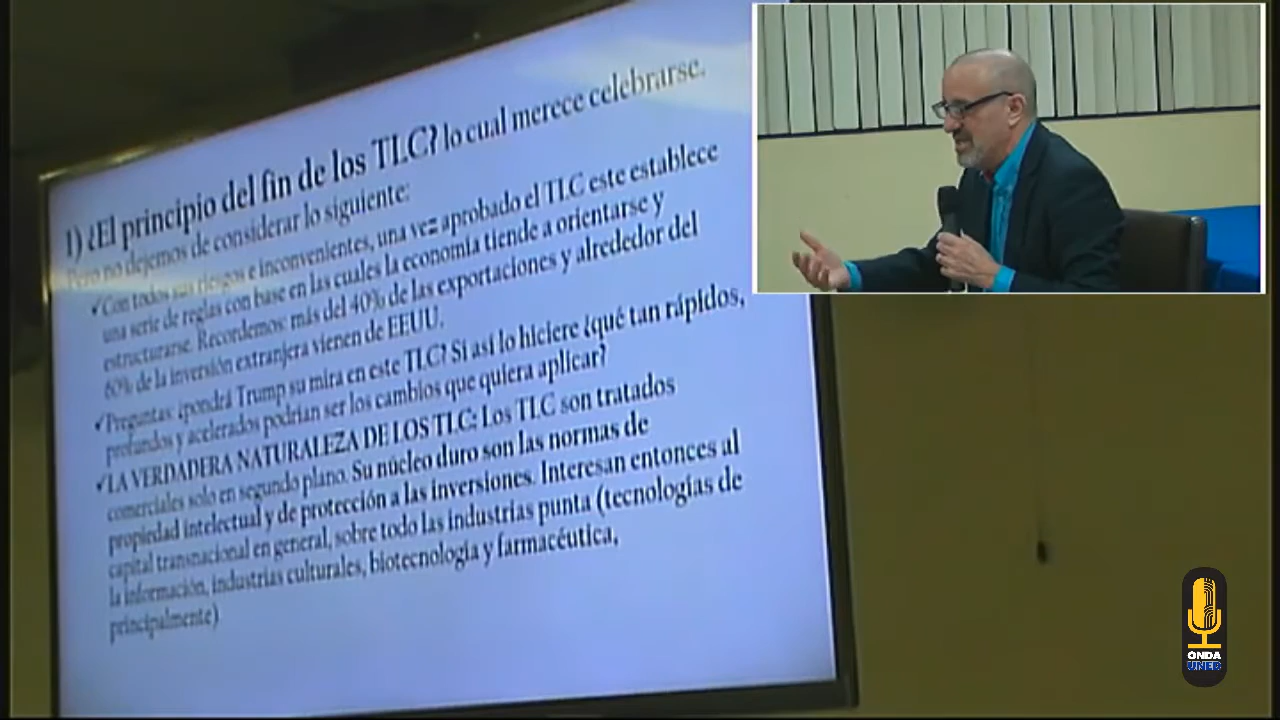 1) ¿El principio del fin de los TLC? lo cual merece celebrarse.
Pero no dejemos de considerar lo siguiente:
✓Con todos sus riesgos e inconvenientes, una vez aprobado el TLC este establece
una serie de reglas con base en las cuales la economía tiende a orientarse y
estructurarse. Recordemos: más del 40% de las exportaciones y alrededor del
60% de la inversión extranjera vienen de EEUU.
✓Preguntas: ¿pondrá Trump su mira en este TLC? Si así lo hiciere ¿qué tan rápidos,
profundos y acelerados podrían ser los cambios que quiera aplicar?
✓LA VERDADERA NATURALEZA DE LOS TLC: Los TLC son tratados
comerciales solo en segundo plano. Su núcleo duro son las normas de
propiedad intelectual y de protección a las inversiones. Interesan entonces al
capital transnacional en general, sobre todo las industrias punta (tecnologías de
la información, industrias culturales, biotecnología y farmacéutica,
principalmente)
ONDA
UNED